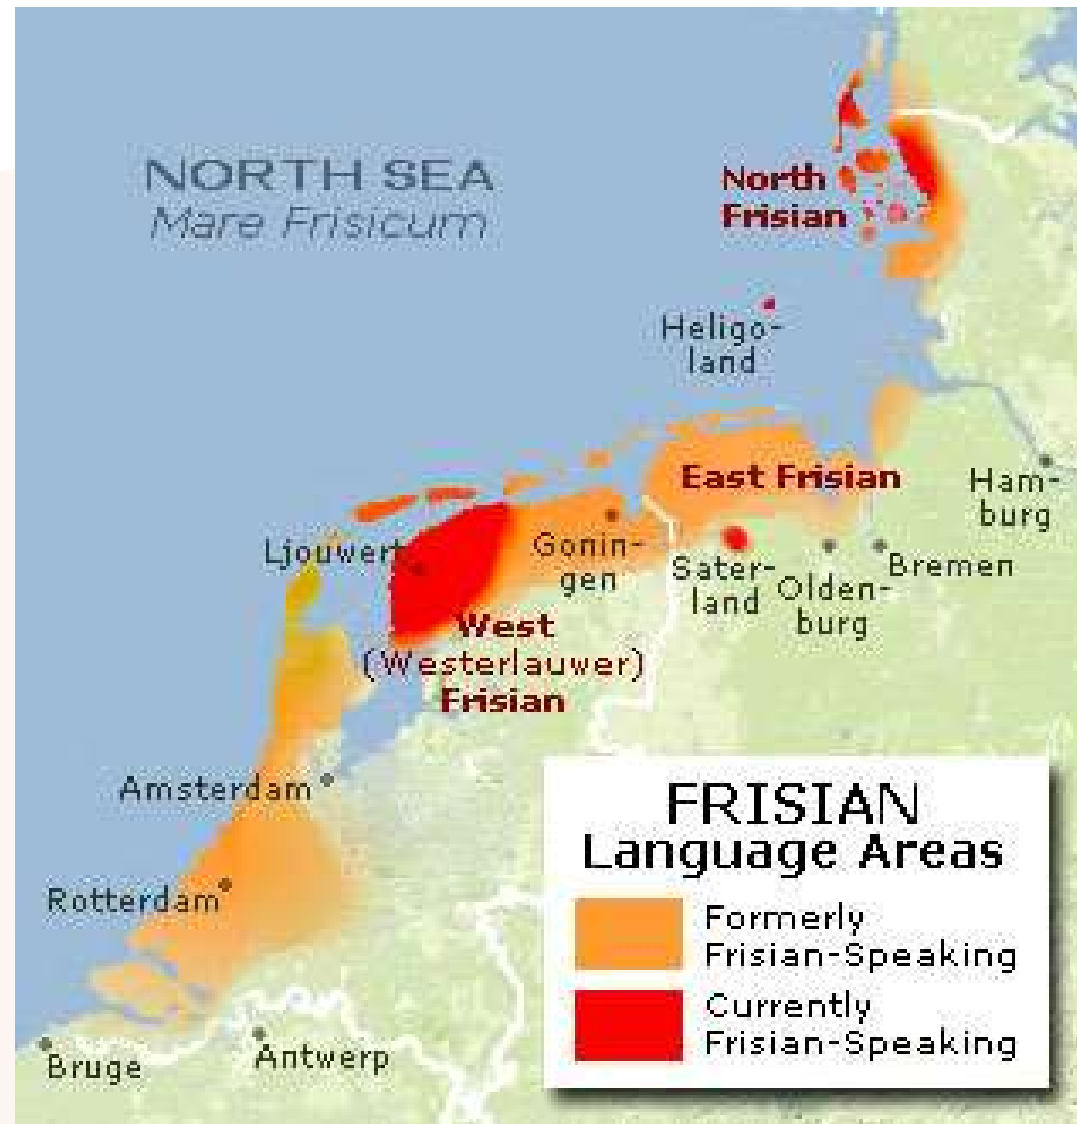 NORTH SEA
Mare Frisicum
North
Frisian
Heligo-
land
East Frisian
Ham-
burg
Ljouwert
Gonin-
gen
Sater-
land
Olden-
burg
Bremen
West
(Westerlauwer)
Frisian
Amsterdam
Rotterdam
Bruge
Antwerp
FRISIAN
Language Areas
Formerly
Frisian-Speaking
Currently
Frisian-Speaking